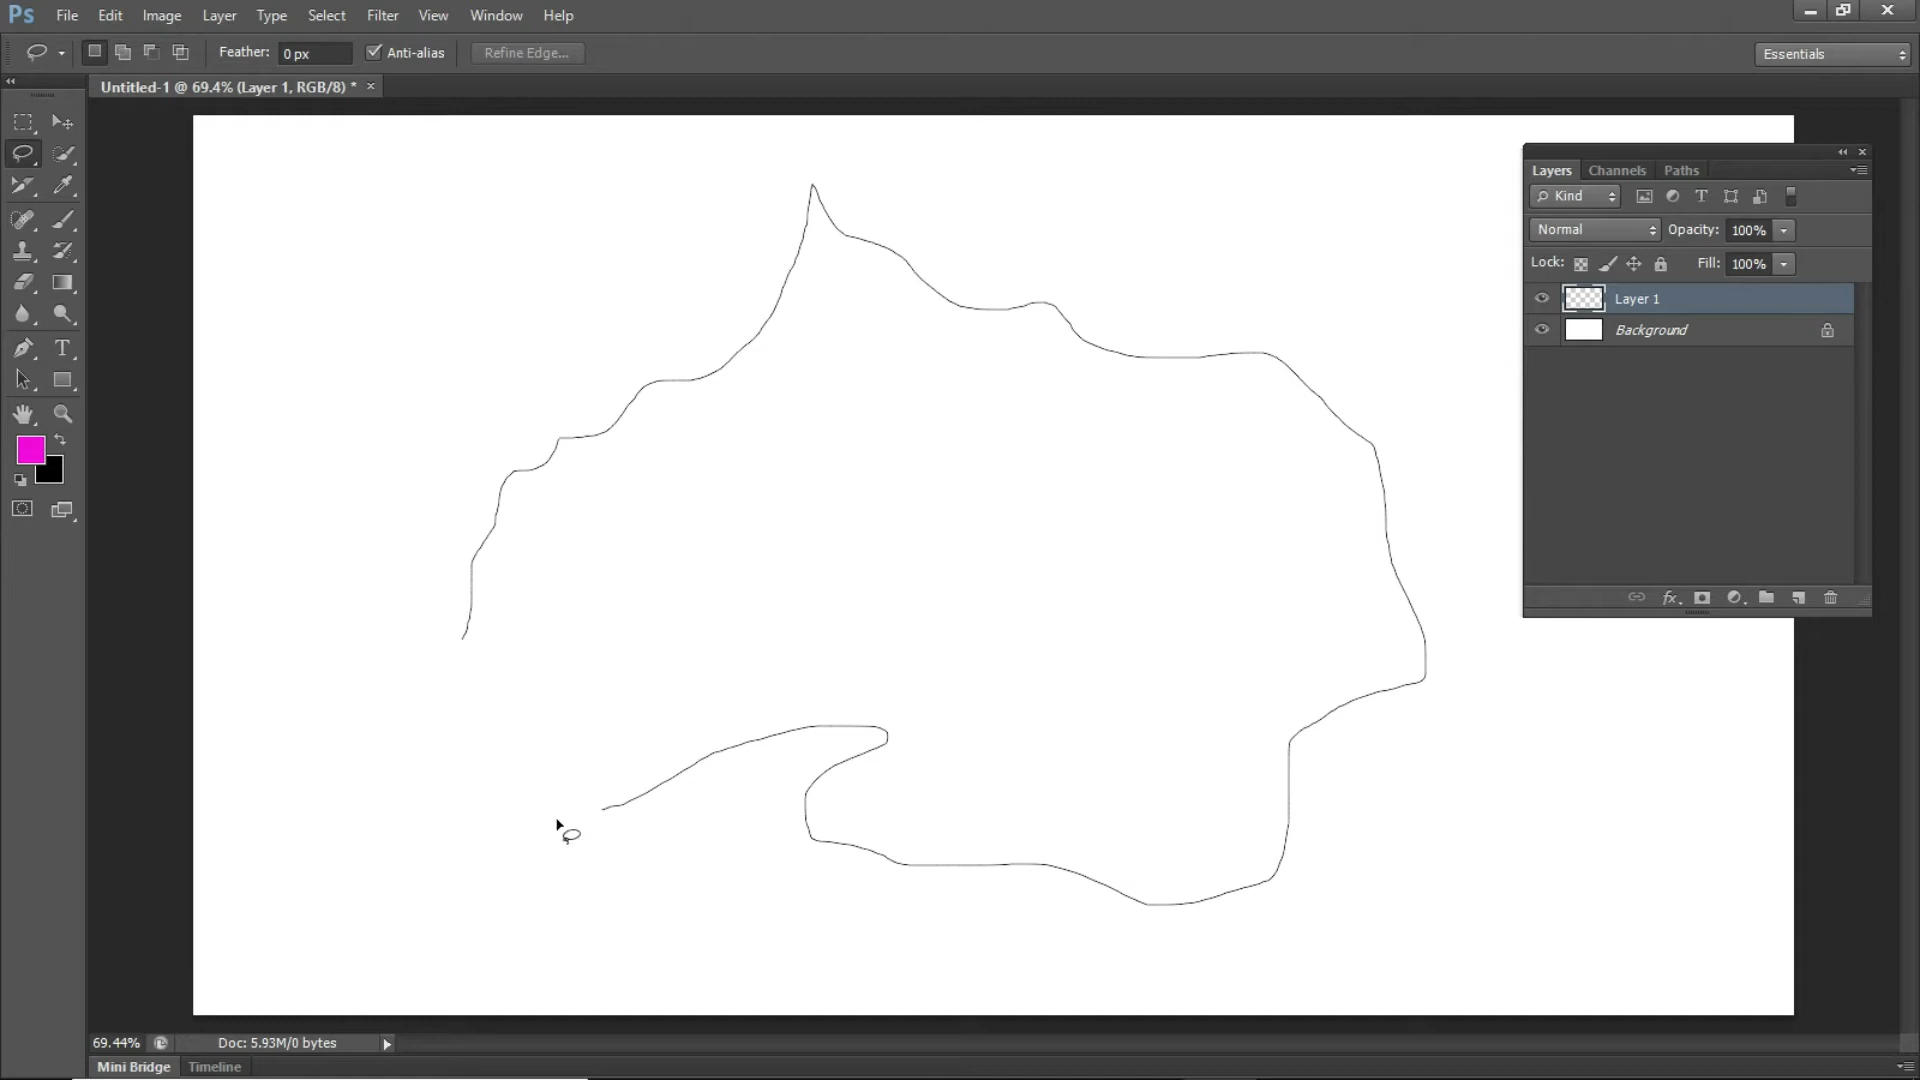 Ps File Edit Image Layer Type Select Filter View Window Help
Feather: 0 px Anti-alias Refine Edge... Essentials
Untitled-1 @ 69.4% (Layer 1, RGB/8) * ×
Layers Channels Paths
Kind
Normal Opacity: 100%
Lock: Fill: 100%
Layer 1
Background
fx
69.44% Doc: 5.93M/0 bytes
Mini Bridge Timeline